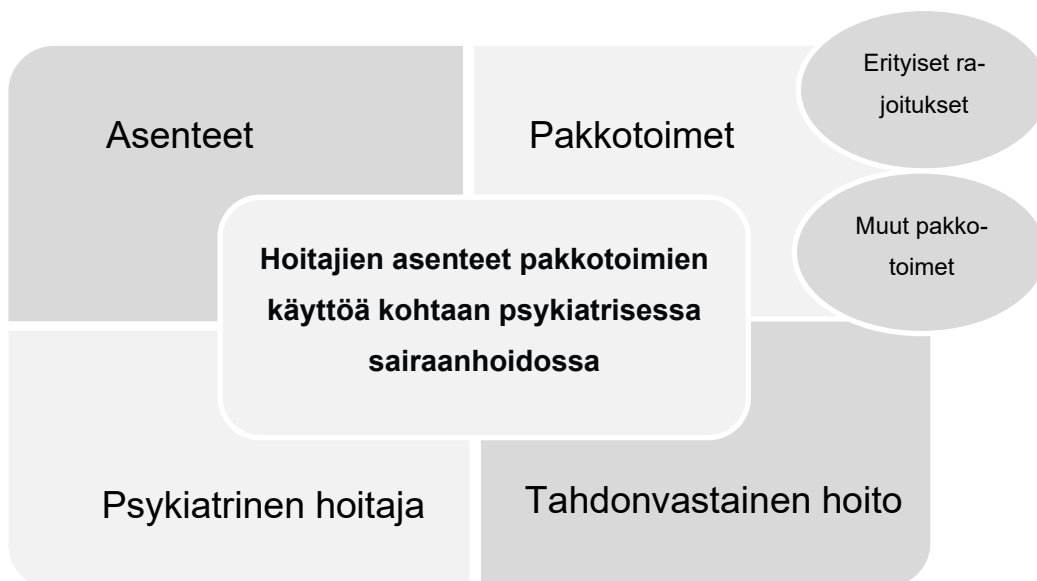 Asenteet
Pakkotoimet
Erityiset ra-
joitukset
Muut pakko-
toimet
Hoitajien asenteet pakkotoimien
käyttöä kohtaan psykiatrisessa
sairaanhoidossa
Psykiatrinen hoitaja
Tahdonvastainen hoito